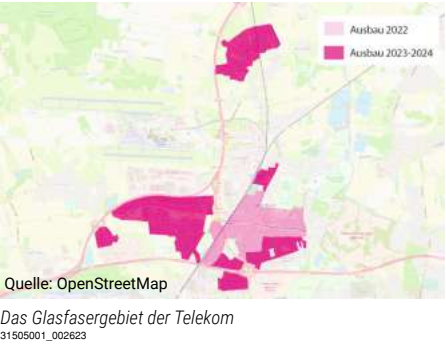 Ausbau 2022
Ausbau 2023-2024
Quelle: OpenStreetMap
Das Glasfasergebiet der Telekom
31505001_002623